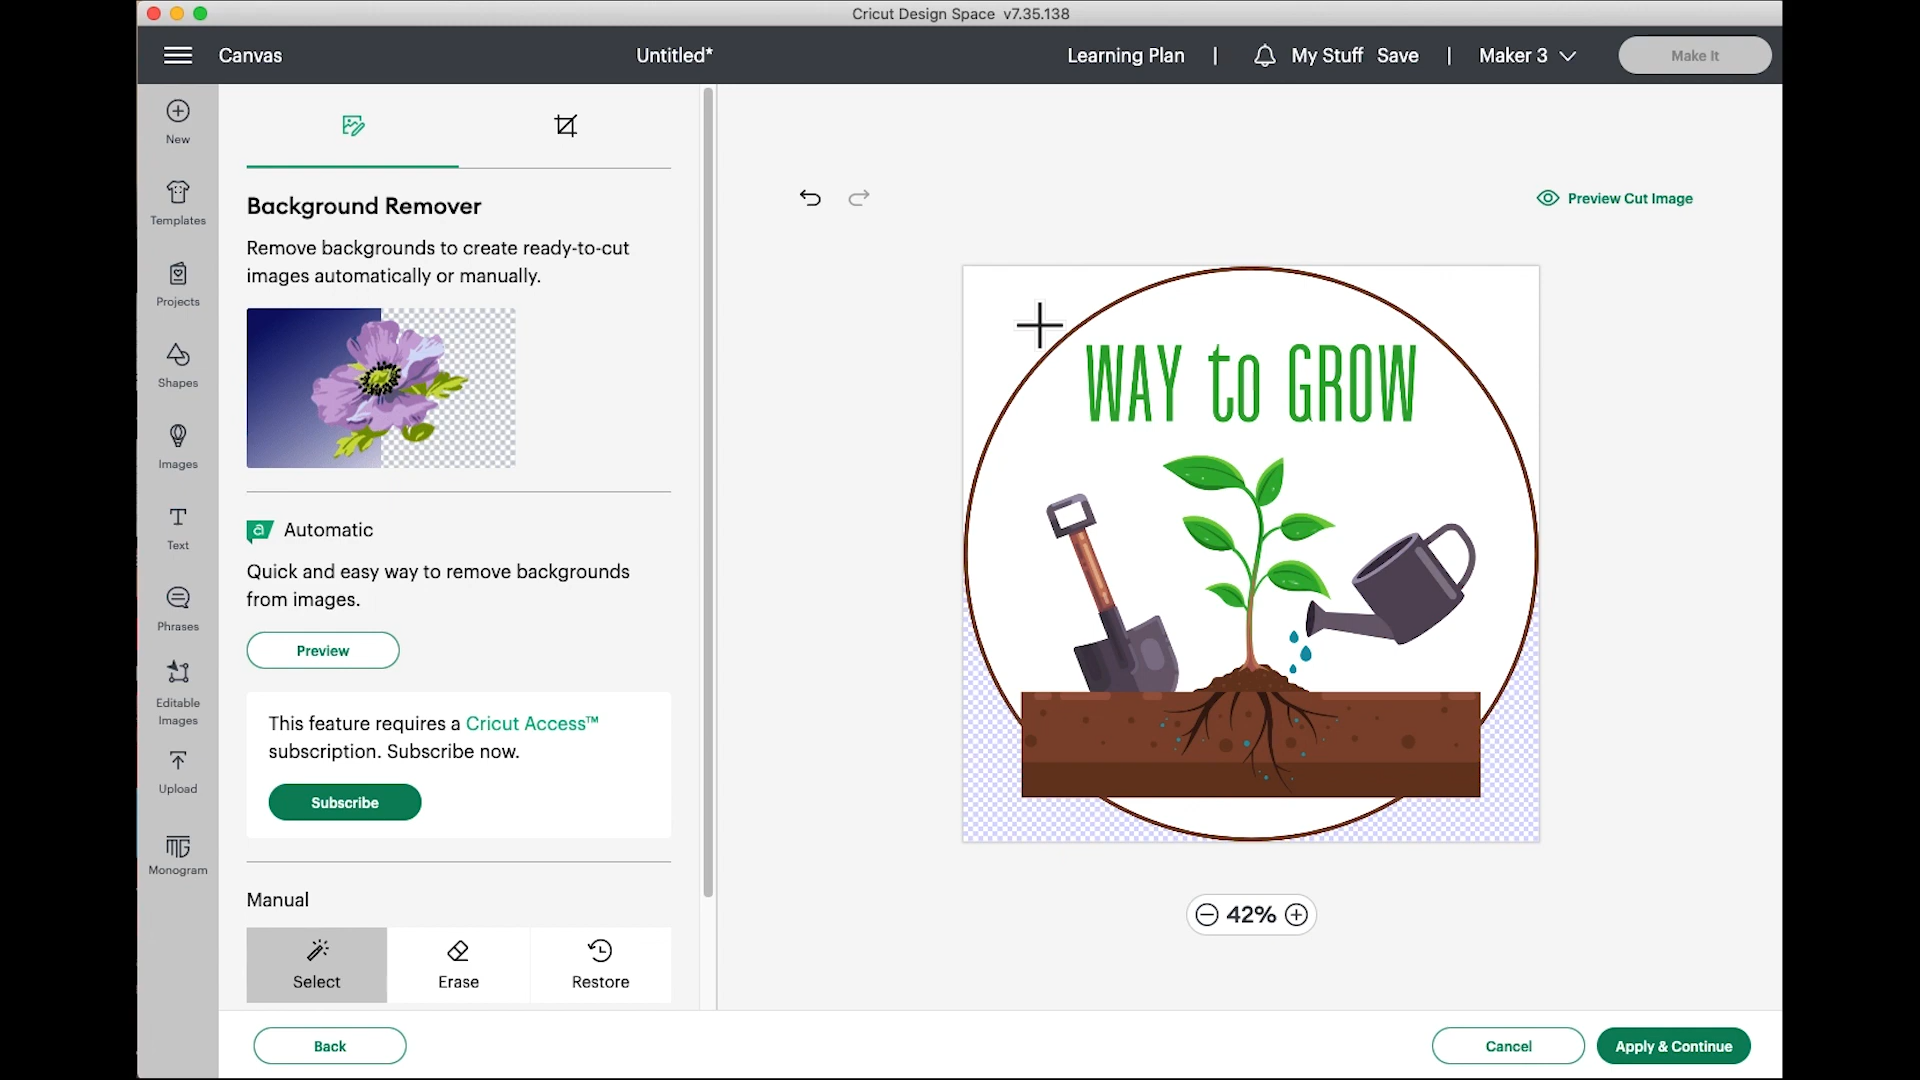 Cricut Design Space v7.35.138
Canvas
Untitled*
Learning Plan | My Stuff Save | Maker 3
Make It
New
Templates
Projects
Shapes
Images
Text
Phrases
Editable
Images
Upload
Monogram
Background Remover
Remove backgrounds to create ready-to-cut
images automatically or manually.
a Automatic
Quick and easy way to remove backgrounds
from images.
Preview
This feature requires a Cricut Access™
subscription. Subscribe now.
Subscribe
Manual
Select
Erase
Restore
Preview Cut Image
WAY to GROW
42%
Back
Cancel
Apply & Continue